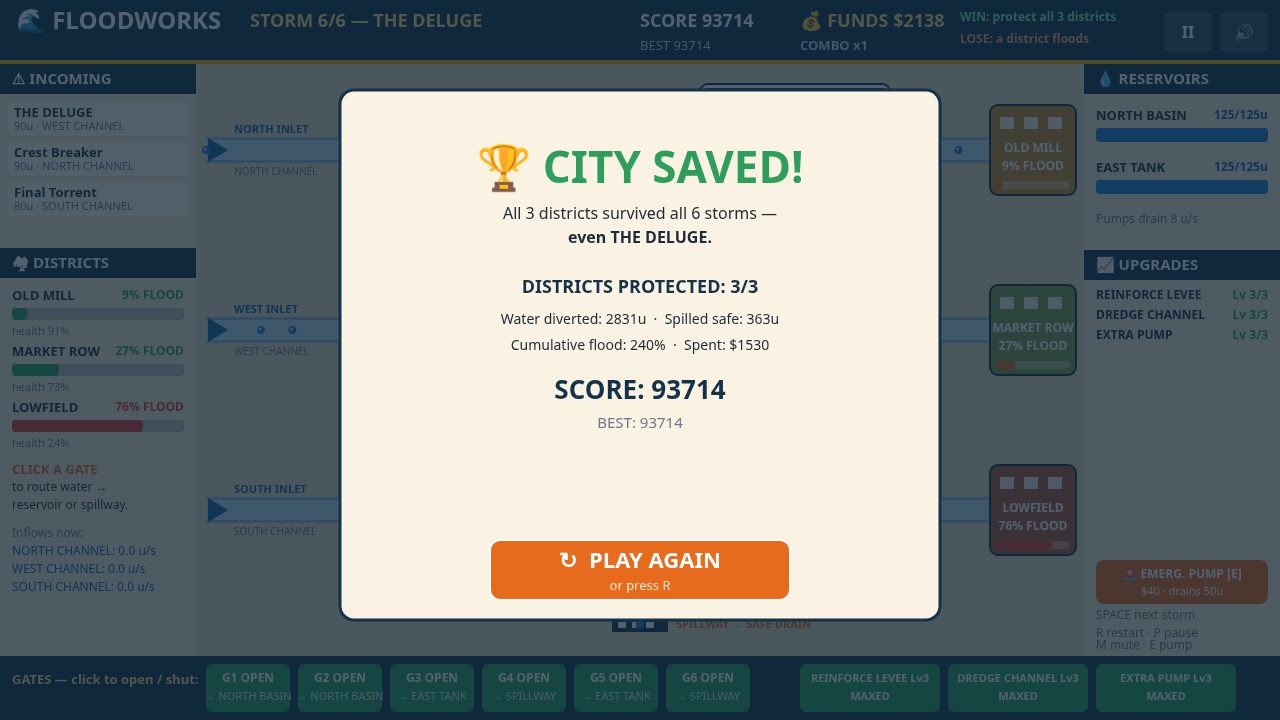 🌊 FLOODWORKS
STORM 6/6 — THE DELUGE
SCORE 93714
BEST 93714
💰 FUNDS $2138
COMBO x1
WIN: protect all 3 districts
LOSE: a district floods
II
🔊
⚠ INCOMING
THE DELUGE
90u · WEST CHANNEL
Crest Breaker
90u · NORTH CHANNEL
Final Torrent
80u · SOUTH CHANNEL
🏘 DISTRICTS
OLD MILL 9% FLOOD
health 91%
MARKET ROW 27% FLOOD
health 73%
LOWFIELD 76% FLOOD
health 24%
CLICK A GATE
to route water →
reservoir or spillway.
Inflows now:
NORTH CHANNEL: 0.0 u/s
WEST CHANNEL: 0.0 u/s
SOUTH CHANNEL: 0.0 u/s
NORTH INLET
NORTH CHANNEL
WEST INLET
WEST CHANNEL
SOUTH INLET
SOUTH CHANNEL
🏆 CITY SAVED!
All 3 districts survived all 6 storms —
even THE DELUGE.
DISTRICTS PROTECTED: 3/3
Water diverted: 2831u · Spilled safe: 363u
Cumulative flood: 240% · Spent: $1530
SCORE: 93714
BEST: 93714
↻ PLAY AGAIN
or press R
SPILLWAY → SAFE DRAIN
OLD MILL
9% FLOOD
MARKET ROW
27% FLOOD
LOWFIELD
76% FLOOD
💧 RESERVOIRS
NORTH BASIN 125/125u
EAST TANK 125/125u
Pumps drain 8 u/s
📈 UPGRADES
REINFORCE LEVEE Lv 3/3
DREDGE CHANNEL Lv 3/3
EXTRA PUMP Lv 3/3
🚨 EMERG. PUMP [E]
$40 · drains 50u
SPACE next storm
R restart · P pause
M mute · E pump
GATES — click to open / shut:
G1 OPEN
→ NORTH BASIN
G2 OPEN
→ NORTH BASIN
G3 OPEN
→ EAST TANK
G4 OPEN
→ SPILLWAY
G5 OPEN
→ EAST TANK
G6 OPEN
→ SPILLWAY
REINFORCE LEVEE Lv3
MAXED
DREDGE CHANNEL Lv3
MAXED
EXTRA PUMP Lv3
MAXED